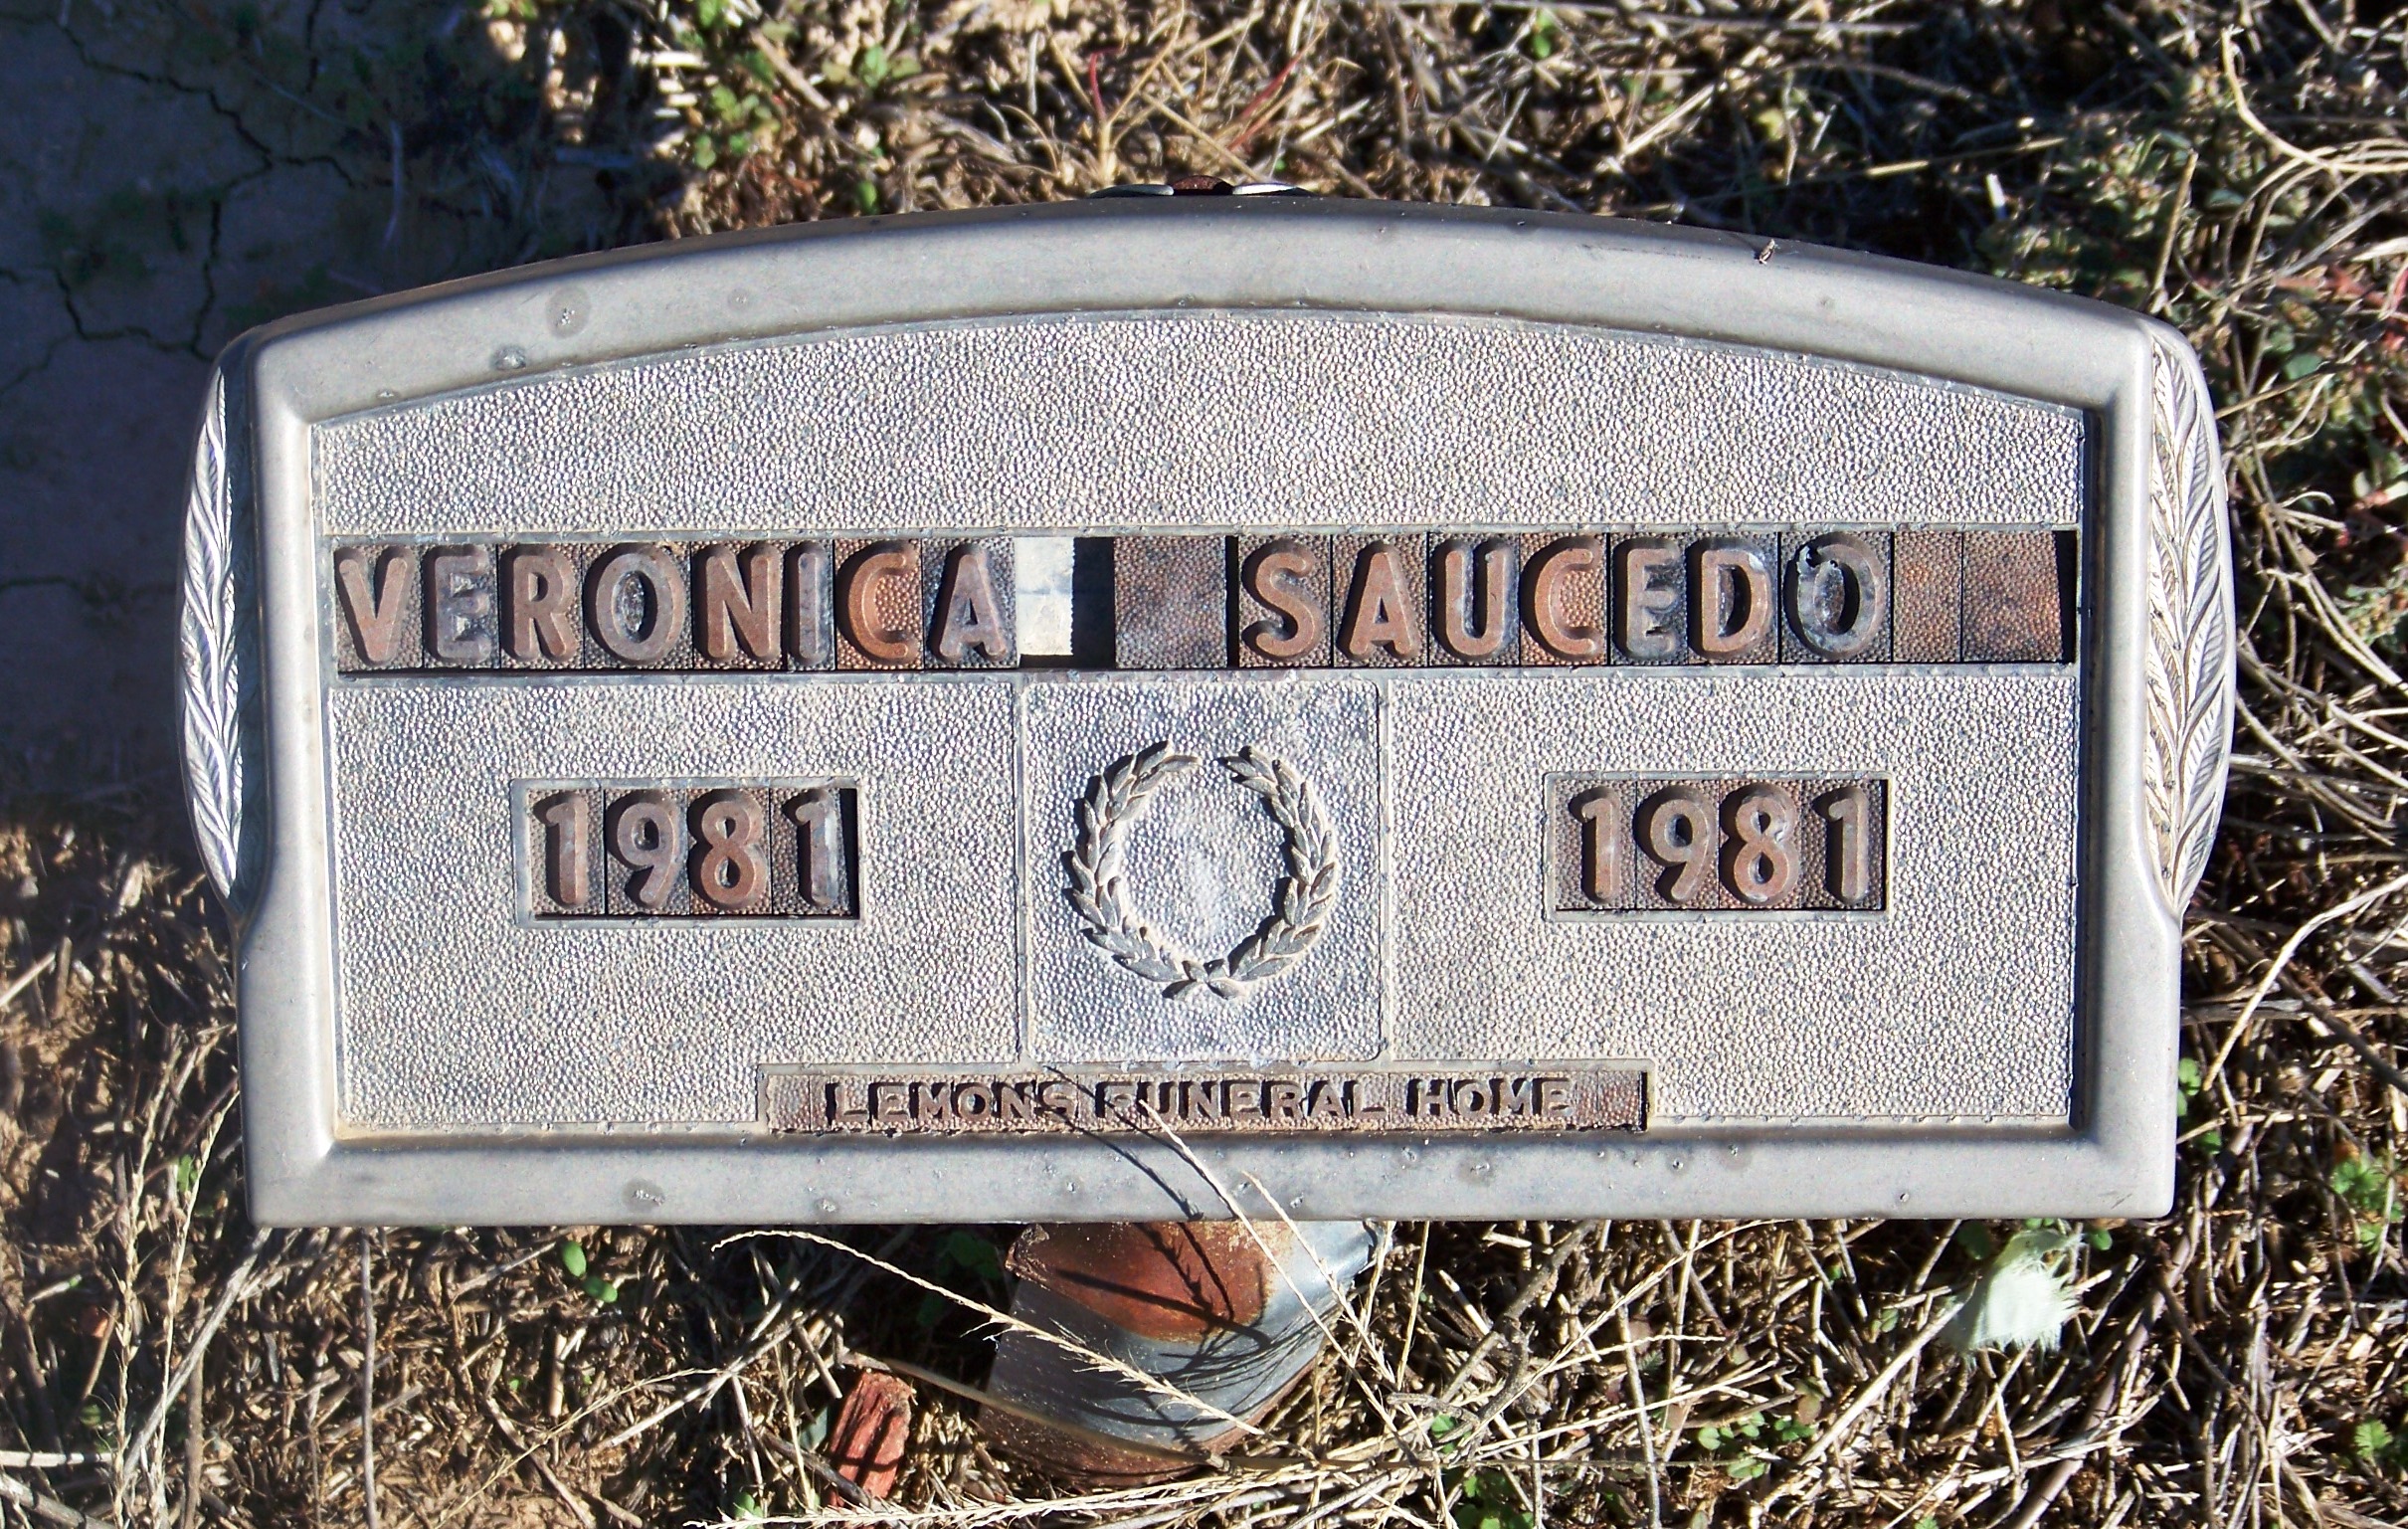 VERONICA SAUCEDO
1981 1981
LEMONS FUNERAL HOME